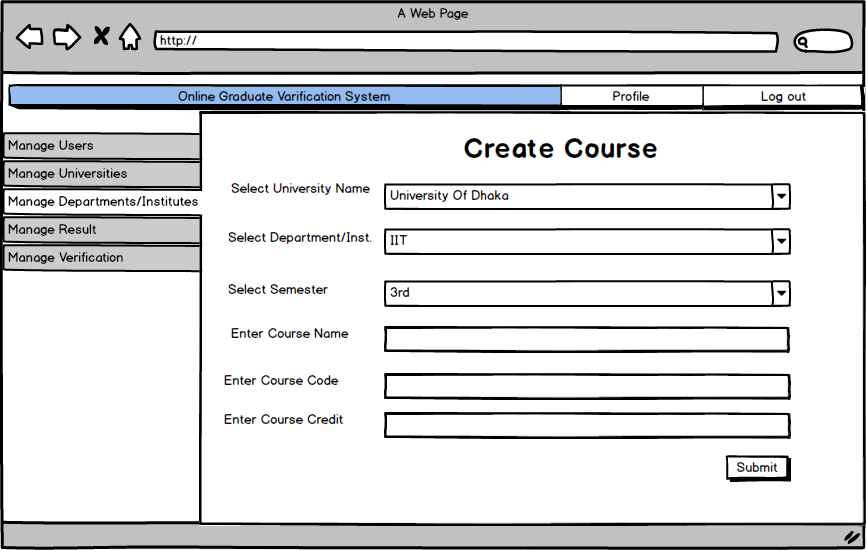 A Web Page
http://
Online Graduate Varification System
Profile
Log out
Manage Users
Manage Universities
Manage Departments/Institutes
Manage Result
Manage Verification
Create Course
Select University Name
University Of Dhaka
Select Department/Inst.
IIT
Select Semester
3rd
Enter Course Name
Enter Course Code
Enter Course Credit
Submit